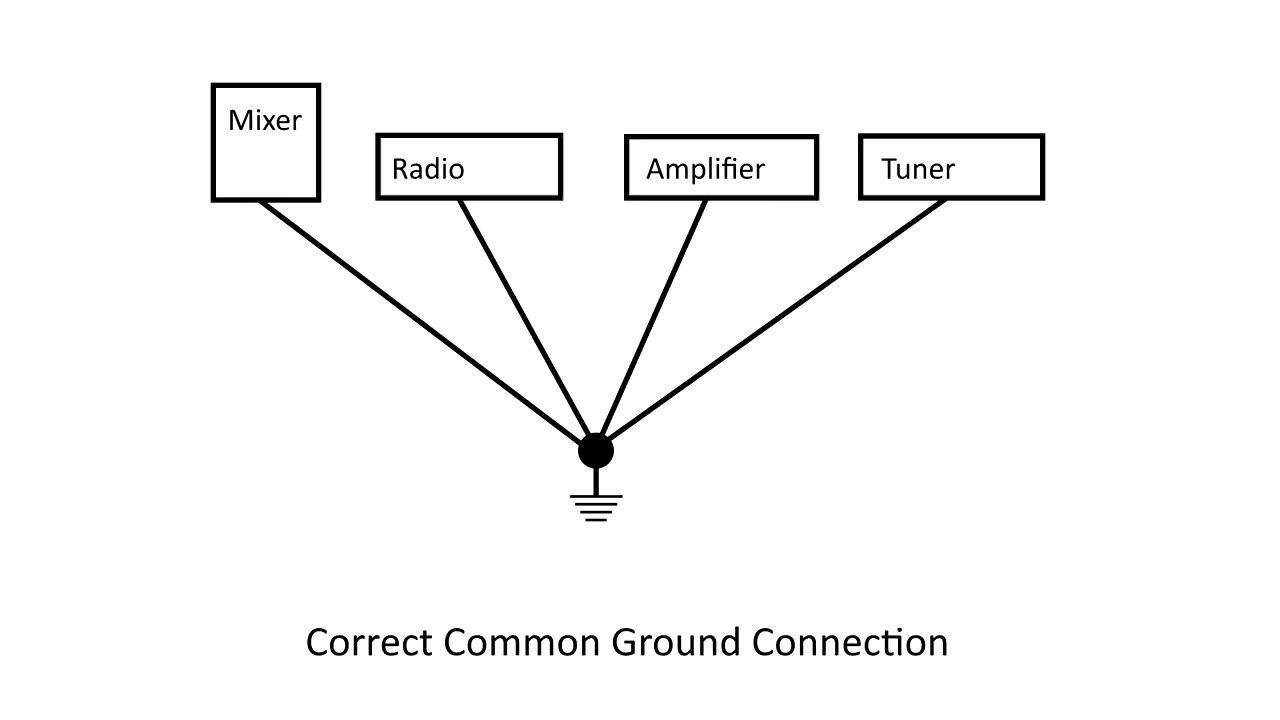 Mixer
Radio
Amplifier
Tuner
Correct Common Ground Connection